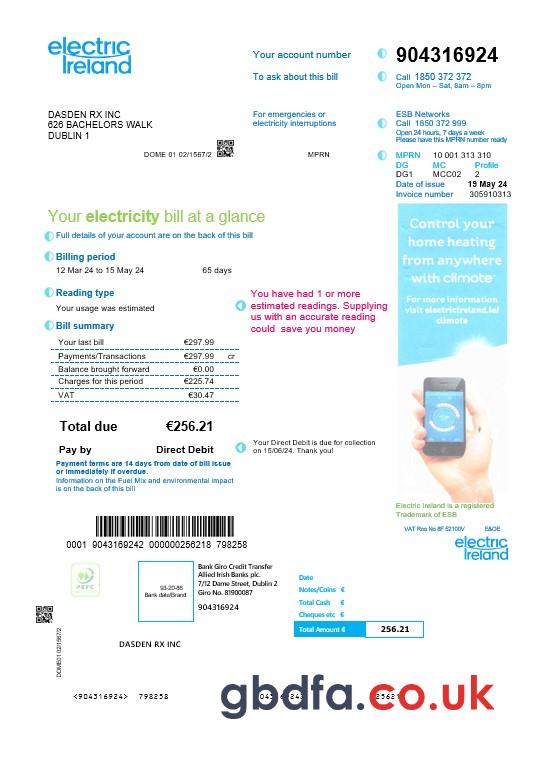 electric
Ireland
Your account number 904316924
To ask about this bill Call 1850 372 372
Open Mon – Sat, 8am – 8pm
DASDEN RX INC
626 BACHELORS WALK
DUBLIN 1
For emergencies or
electricity interruptions
ESB Networks
Call 1850 372 999
Open 24 hours, 7 days a week
Please have this MPRN number ready
DOME 01 02/1567/2
MPRN
MPRN 10 001 313 310
DG MC Profile
DG1 MCC02 2
Date of issue 19 May 24
Invoice number 305910313
Your electricity bill at a glance
Full details of your account are on the back of this bill
Billing period
12 Mar 24 to 15 May 24 65 days
Reading type
Your usage was estimated
You have had 1 or more
estimated readings. Supplying
us with an accurate reading
could save you money
Bill summary
Your last bill €297.99
Payments/Transactions €297.99 cr
Balance brought forward €0.00
Charges for this period €225.74
VAT €30.47
Total due €256.21
Pay by Direct Debit
Your Direct Debit is due for collection
on 15/06/24. Thank you!
Payment terms are 14 days from date of bill issue
or immediately if overdue.
Information on the Fuel Mix and environmental impact
is on the back of this bill
Control your
home heating
from anywhere
with climote
For more information
visit electricireland.ie/
climote
Electric Ireland is a registered
Trademark of ESB
VAT Reg No 8F 52100V E&OE
electric
Ireland
0001 9043169242 000000256218 798258
PEFC
93-20-86
Bank date/Brand
Bank Giro Credit Transfer
Allied Irish Banks plc.
7/12 Dame Street, Dublin 2
Giro No. 81900087
904316924
Date
Notes/Coins €
Total Cash €
Cheques etc €
Total Amount € 256.21
DOME01 02/1567/2
DASDEN RX INC
<904316924> 798258
gbdfa.co.uk